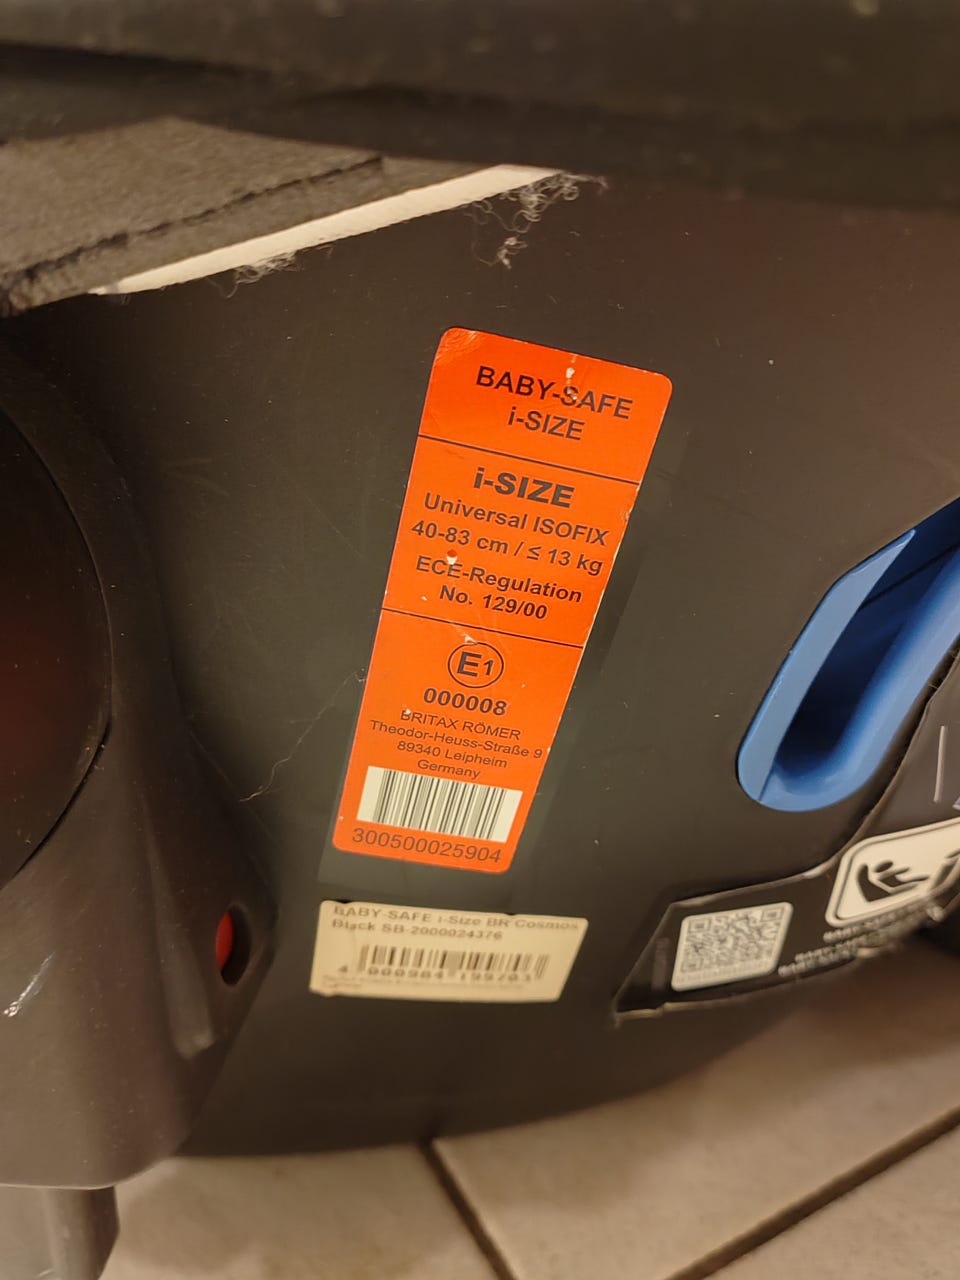 BABY-SAFE
i-SIZE
i-SIZE
Universal ISOFIX
40-83 cm / ≤ 13 kg
ECE-Regulation
No. 129/00
E1
000008
BRITAX RÖMER
Theodor-Heuss-Straße 9
89340 Leipheim
Germany
300500025904
BABY-SAFE i-Size BR Cosmos
Black SB-2000024376